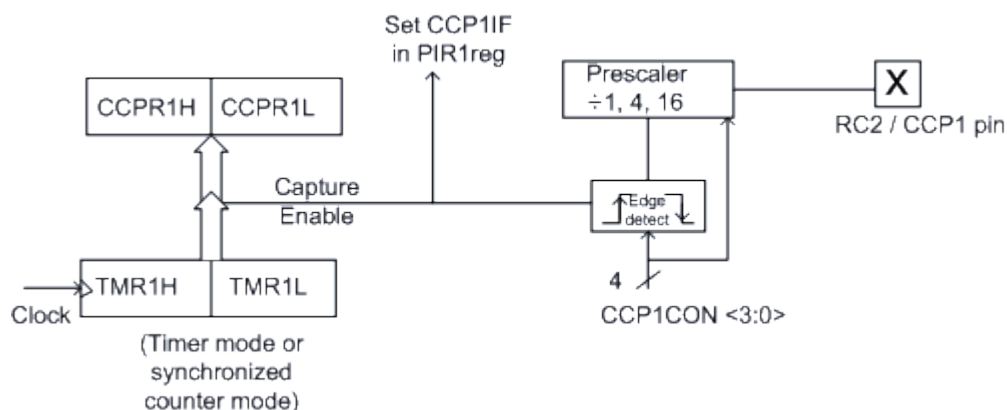 Set CCP1IF
in PIR1reg
CCPR1H
CCPR1L
Prescaler
÷1, 4, 16
X
RC2 / CCP1 pin
Capture
Enable
Edge
detect
TMR1H
TMR1L
Clock
4
CCP1CON <3:0>
(Timer mode or
synchronized
counter mode)